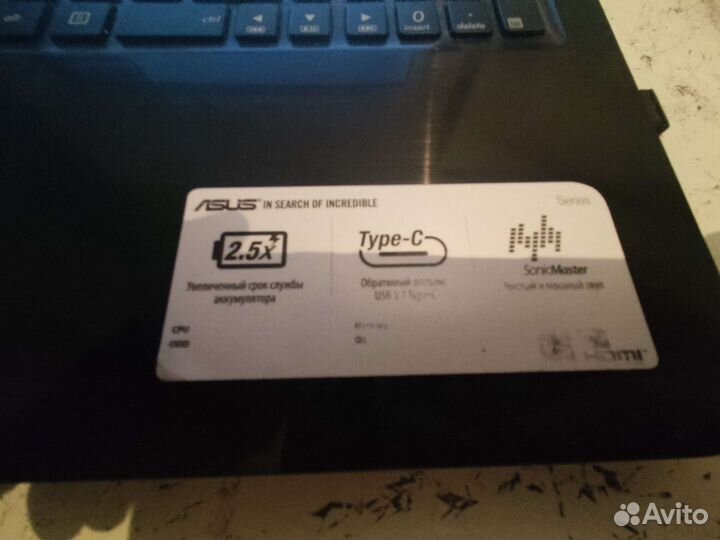 ctrl
0
insert
.
delete
ASUS IN SEARCH OF INCREDIBLE
Series
2.5x
Type-C
SonicMaster
Увеличенный срок службы
аккумулятора
Обратимый разъем
USB 3.1 Type-C
Чистый и мощный звук
CPU
ODD
Memory
OS
HDMI
Avito